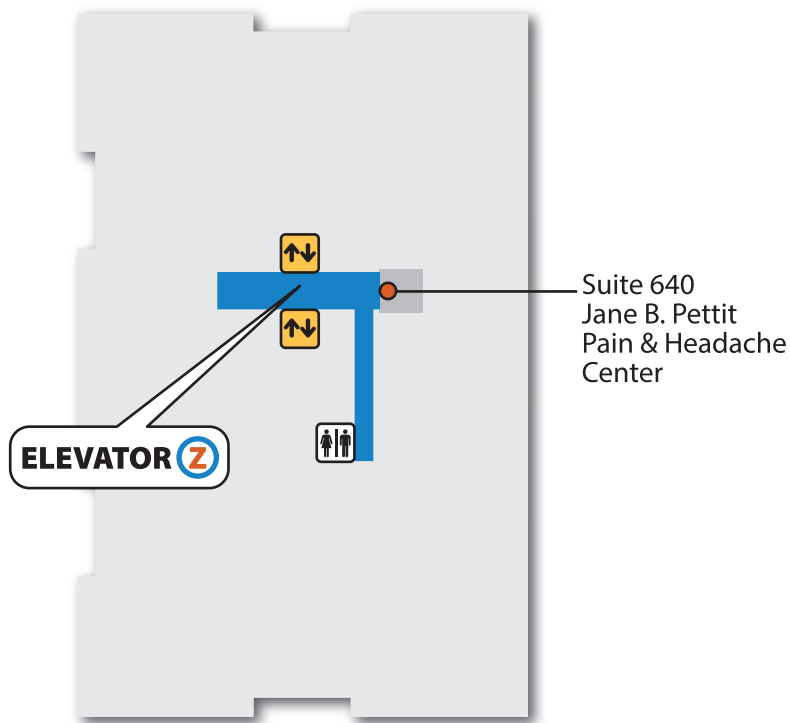 Suite 640
Jane B. Pettit
Pain & Headache
Center
ELEVATOR Z